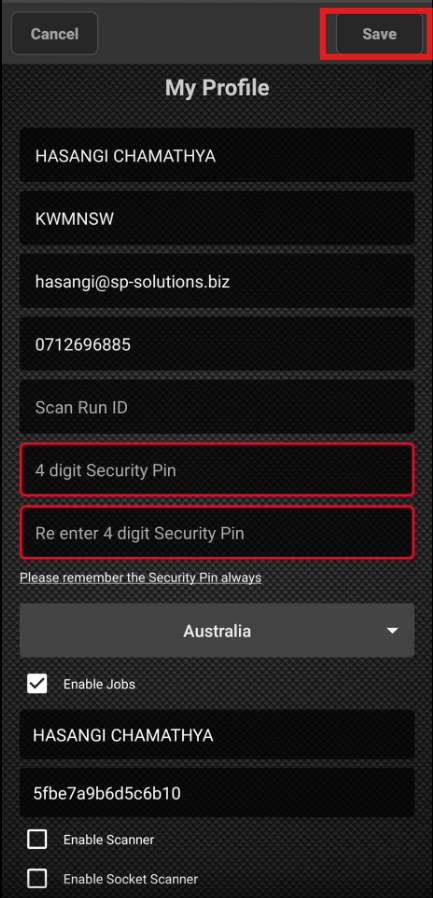 Cancel
Save
My Profile
HASANGI CHAMATHYA
KWMNSW
hasangi@sp-solutions.biz
0712696885
Scan Run ID
4 digit Security Pin
Re enter 4 digit Security Pin
Please remember the Security Pin always
Australia
Enable Jobs
HASANGI CHAMATHYA
5fbe7a9b6d5c6b10
Enable Scanner
Enable Socket Scanner